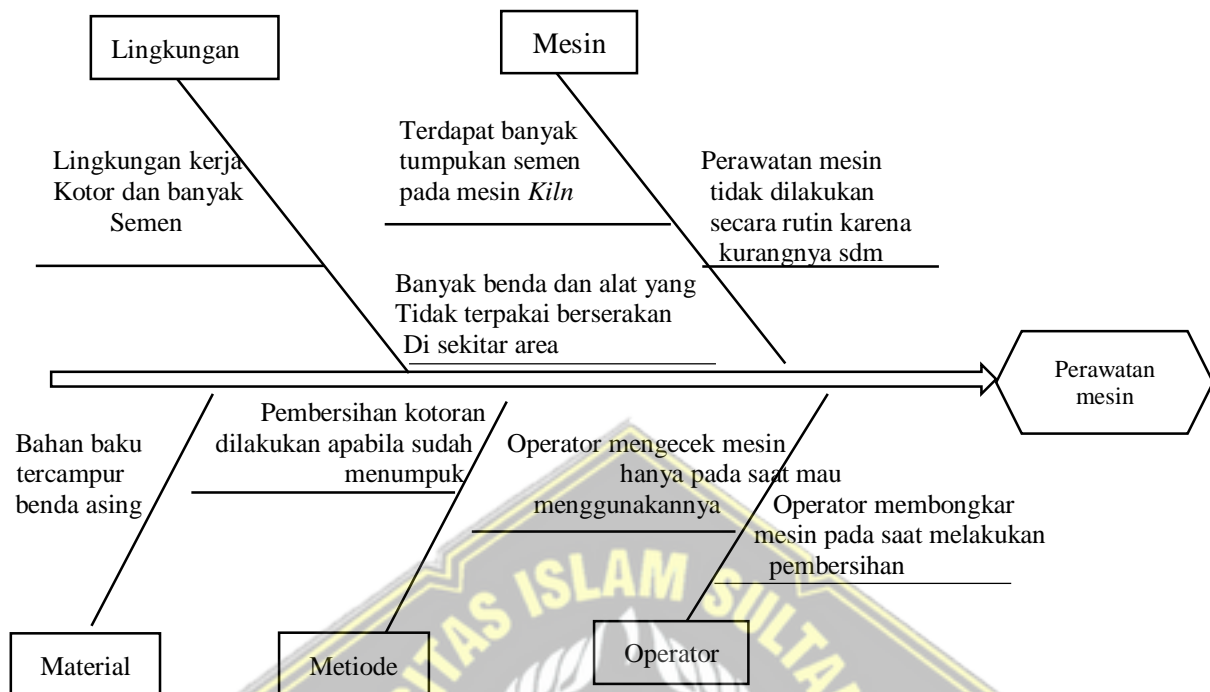 Lingkungan
Mesin
Lingkungan kerja
Kotor dan banyak
Semen
Terdapat banyak
tumpukan semen
pada mesin Kiln
Perawatan mesin
tidak dilakukan
secara rutin karena
kurangnya sdm
Banyak benda dan alat yang
Tidak terpakai berserakan
Di sekitar area
Perawatan
mesin
Bahan baku
tercampur
benda asing
Pembersihan kotoran
dilakukan apabila sudah
menumpuk
Operator mengecek mesin
hanya pada saat mau
menggunakannya
Operator membongkar
mesin pada saat melakukan
pembersihan
Material
Metiode
Operator
ISLAM